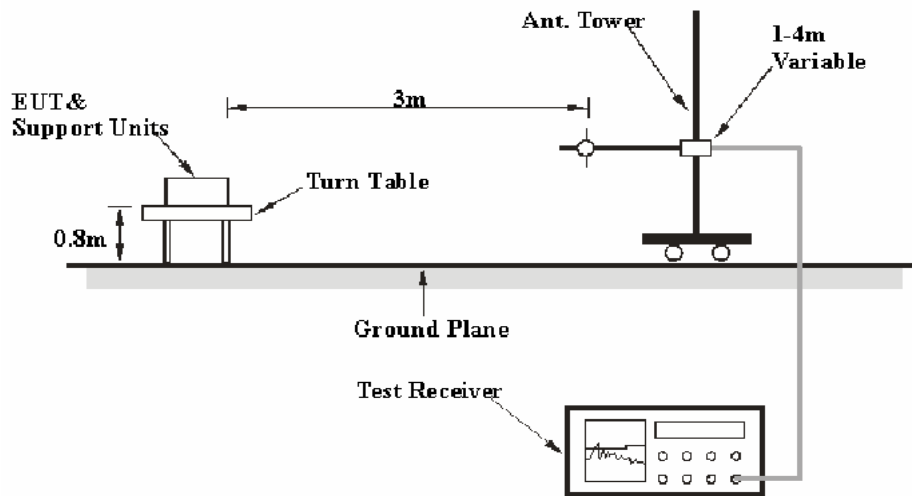 Ant. Tower
1-4m
Variable
EUT&
Support Units
3m
Turn Table
0.8m
Ground Plane
Test Receiver